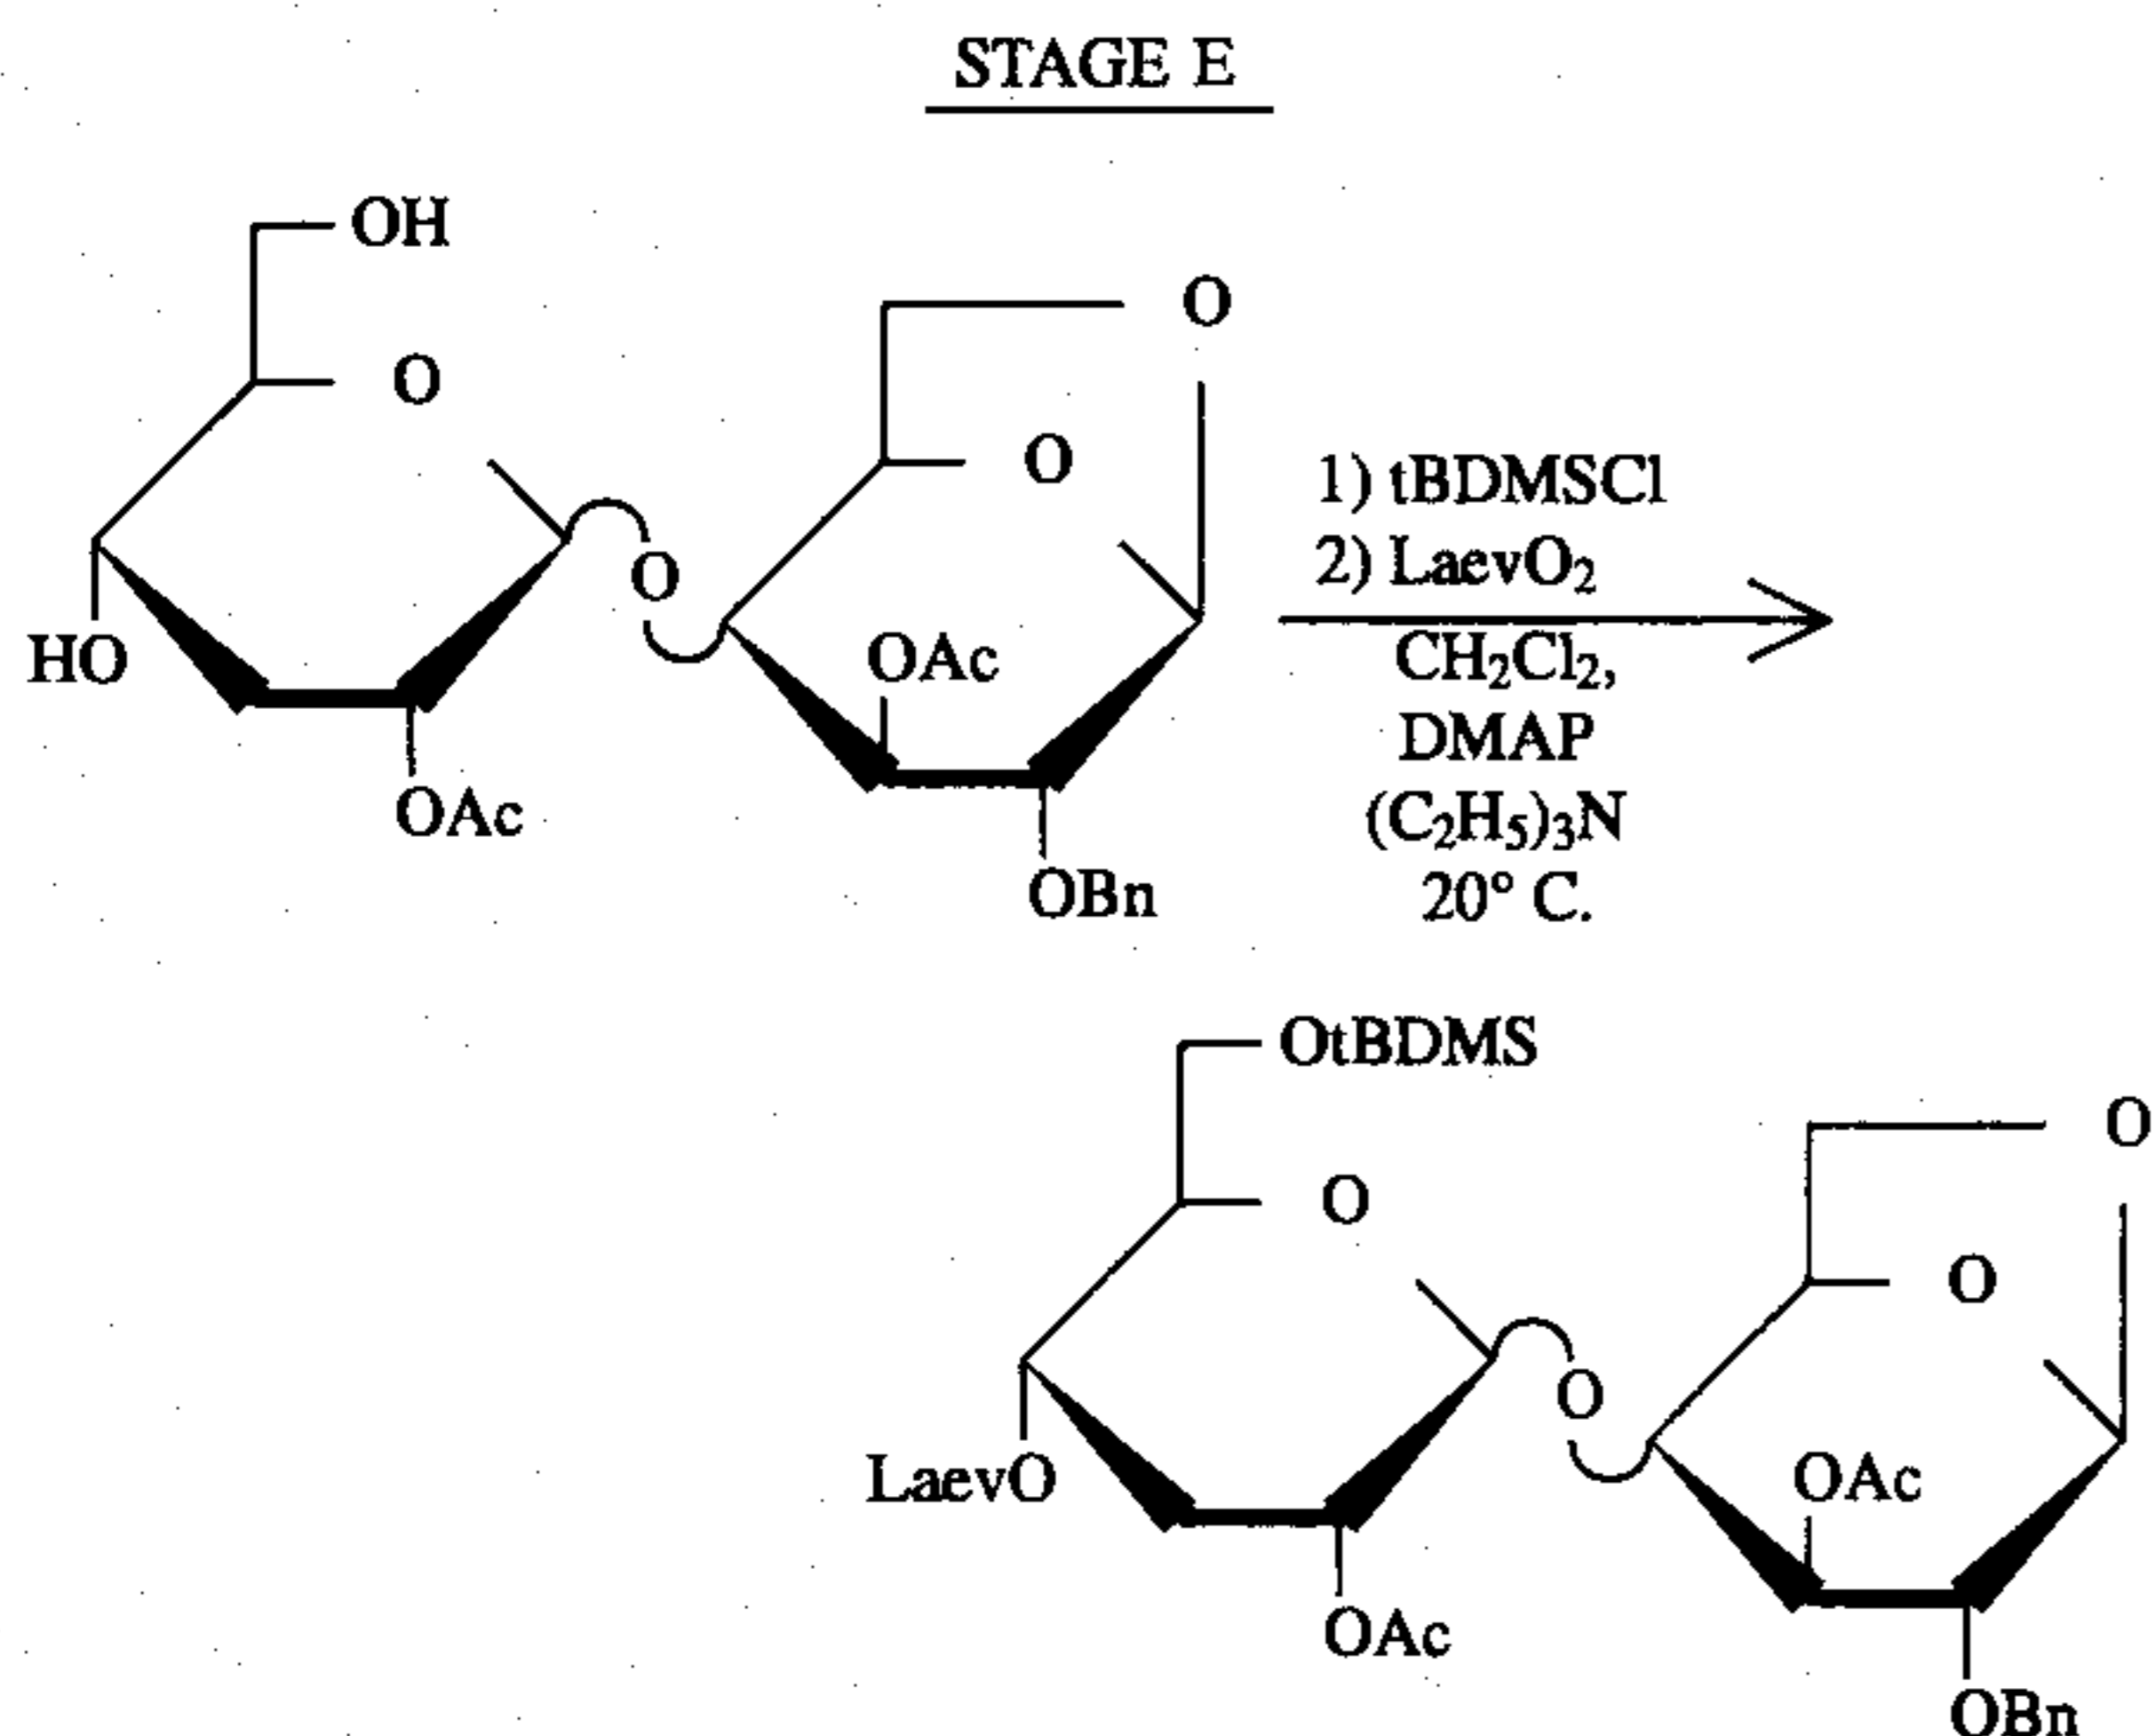 STAGE E
OH
O
O
O
HO
OAc
O
OAc
OBn
1) tBDMSCl
2) LaevO₂
CH₂Cl₂,
DMAP
(C₂H₅)₃N
20° C.
OtBDMS
O
O
O
LaevO
OAc
O
OAc
OBn